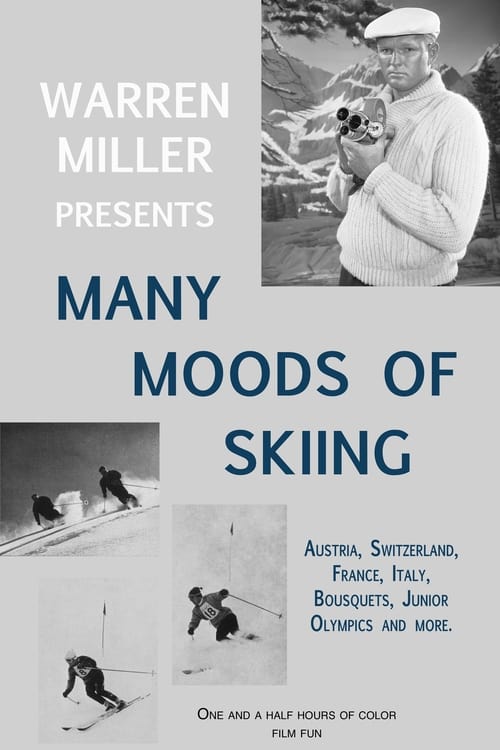 WARREN
MILLER
PRESENTS
MANY
MOODS OF
SKIING
AUSTRIA, SWITZERLAND,
FRANCE, ITALY,
BOUSQUETS, JUNIOR
OLYMPICS AND MORE.
18
ONE AND A HALF HOURS OF COLOR
FILM FUN